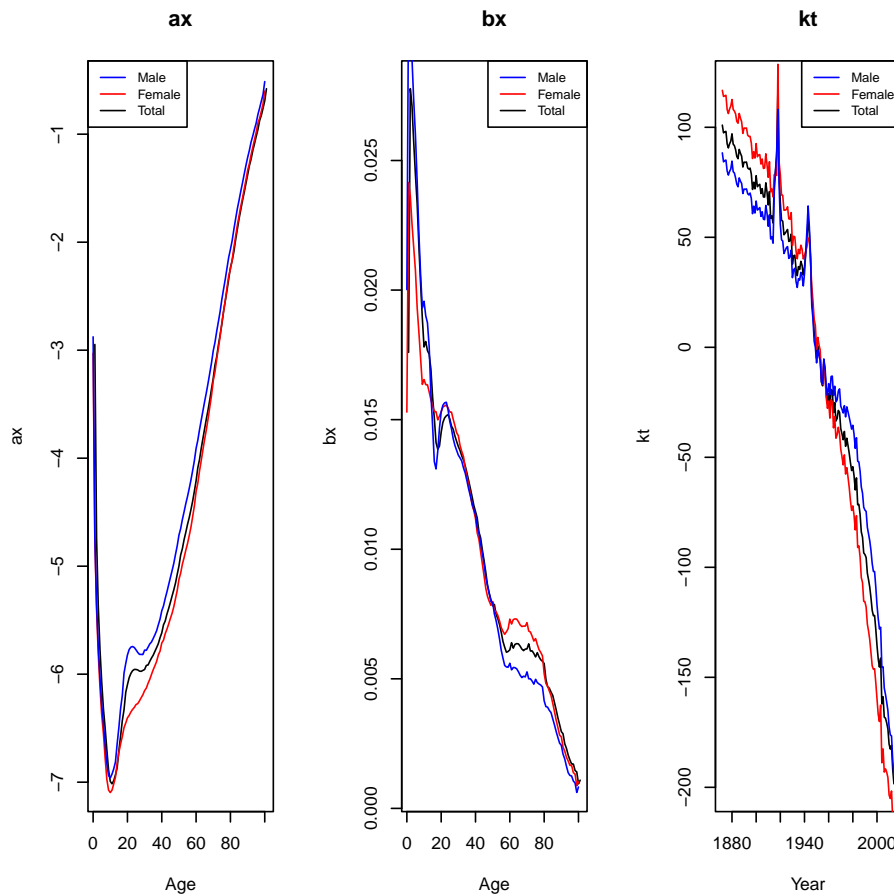 ax
Male
Female
Total
ax
-1
-2
-3
-4
-5
-6
-7
0 20 40 60 80
Age
bx
Male
Female
Total
bx
0.025
0.020
0.015
0.010
0.005
0.000
0 20 40 60 80
Age
kt
Male
Female
Total
kt
100
50
0
-50
-100
-150
-200
1880 1940 2000
Year